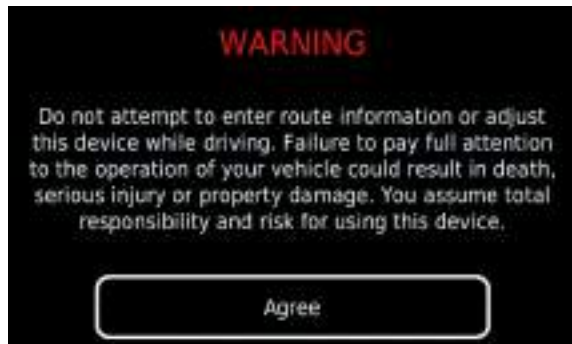 WARNING
Do not attempt to enter route information or adjust
this device while driving. Failure to pay full attention
to the operation of your vehicle could result in death,
serious injury or property damage. You assume total
responsibility and risk for using this device.
Agree